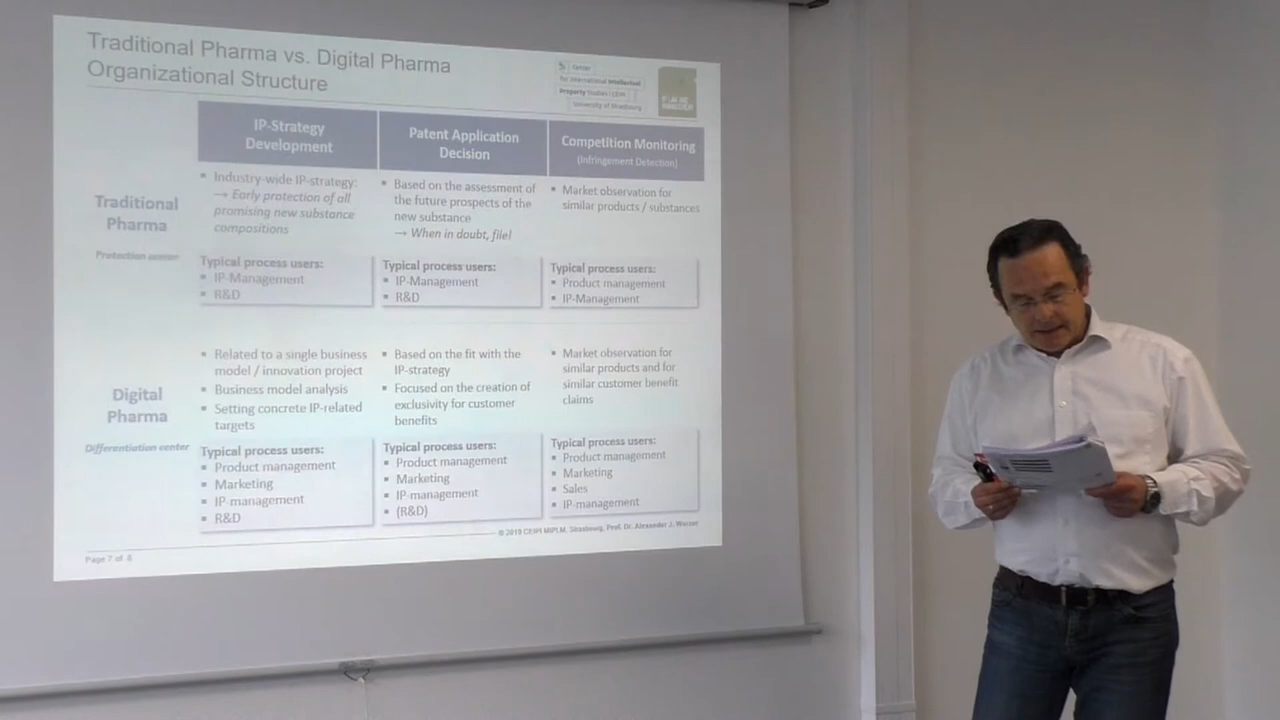 Traditional Pharma vs. Digital Pharma
Organizational Structure
Center
for International Intellectual
Property Studies | CEIPI
University of Strasbourg
IP-Strategy
Development
Patent Application
Decision
Competition Monitoring
(Infringement Detection)
Traditional
Pharma
▪ Industry-wide IP-strategy:
→ Early protection of all
promising new substance
compositions
▪ Based on the assessment of
the future prospects of the
new substance
→ When in doubt, file!
▪ Market observation for
similar products / substances
Protection center
Typical process users:
▪ IP-Management
▪ R&D
Typical process users:
▪ IP-Management
▪ R&D
Typical process users:
▪ Product management
▪ IP-Management
Digital
Pharma
▪ Related to a single business
model / innovation project
▪ Business model analysis
▪ Setting concrete IP-related
targets
▪ Based on the fit with the
IP-strategy
▪ Focused on the creation of
exclusivity for customer
benefits
▪ Market observation for
similar products and for
similar customer benefit
claims
Differentiation center
Typical process users:
▪ Product management
▪ Marketing
▪ IP-management
▪ R&D
Typical process users:
▪ Product management
▪ Marketing
▪ IP-management
▪ (R&D)
Typical process users:
▪ Product management
▪ Marketing
▪ Sales
▪ IP-management
© 2019 CEIPI MIPLM, Strasbourg, Prof. Dr. Alexander J. Wurzer
Page 7 of 8